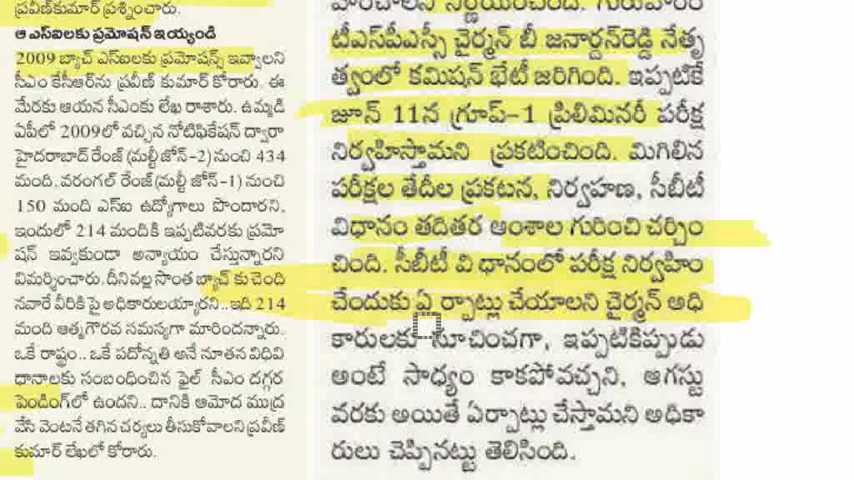 ప్రవీణ్‌కుమార్ ప్రశ్నించారు.
ఆ ఎస్ఐలకు ప్రమోషన్ ఇయ్యండి
2009 బ్యాచ్ ఎస్ఐలకు ప్రమోషన్స్ ఇవ్వాలని
సీఎం కేసీఆర్‌ను ప్రవీణ్ కుమార్ కోరారు. ఈ
మేరకు ఆయన సీఎంకు లేఖ రాశారు. ఉమ్మడి
ఏపీలో 2009లో వచ్చిన నోటిఫికేషన్ ద్వారా
హైదరాబాద్ రేంజ్ (మల్టీ జోన్-2) నుంచి 434
మంది, వరంగల్ రేంజ్ (మల్టీ జోన్-1) నుంచి
150 మంది ఎస్ఐ ఉద్యోగాలు పొందారని,
ఇందులో 214 మందికి ఇప్పటివరకు ప్రమో
షన్ ఇవ్వకుండా అన్యాయం చేస్తున్నారని
విమర్శించారు. దీనివల్ల సొంత బ్యాచ్ కు చెంది
నవారే వీరికి పై అధికారులయ్యారని.. ఇది 214
మంది ఆత్మగౌరవ సమస్యగా మారిందన్నారు.
ఒకే రాష్ట్రం.. ఒకే పదోన్నతి అనే నూతన విధివి
ధానాలకు సంబంధించిన ఫైల్ సీఎం దగ్గర
పెండింగ్‌లో ఉందని.. దానికి ఆమోద ముద్ర
వేసి వెంటనే తగిన చర్యలు తీసుకోవాలని ప్రవీణ్
కుమార్ లేఖలో కోరారు.
హించాలని నిర్ణయించింది. గురువారం
టీఎస్‌పీఎస్సీ చైర్మన్ బీ జనార్దన్‌రెడ్డి నేతృ
త్వంలో కమిషన్ భేటీ జరిగింది. ఇప్పటికే
జూన్ 11న గ్రూప్-1 ప్రిలిమినరీ పరీక్ష
నిర్వహిస్తామని ప్రకటించింది. మిగిలిన
పరీక్షల తేదీల ప్రకటన, నిర్వహణ, సీబీటీ
విధానం తదితర అంశాల గురించి చర్చిం
చింది. సీబీటీ వి ధానంలో పరీక్ష నిర్వహిం
చేందుకు ఏ ర్పాట్లు చేయాలని చైర్మన్ అధి
కారులకు సూచించగా, ఇప్పటికిప్పుడు
అంటే సాధ్యం కాకపోవచ్చని, ఆగస్టు
వరకు అయితే ఏర్పాట్లు చేస్తామని అధికా
రులు చెప్పినట్టు తెలిసింది.